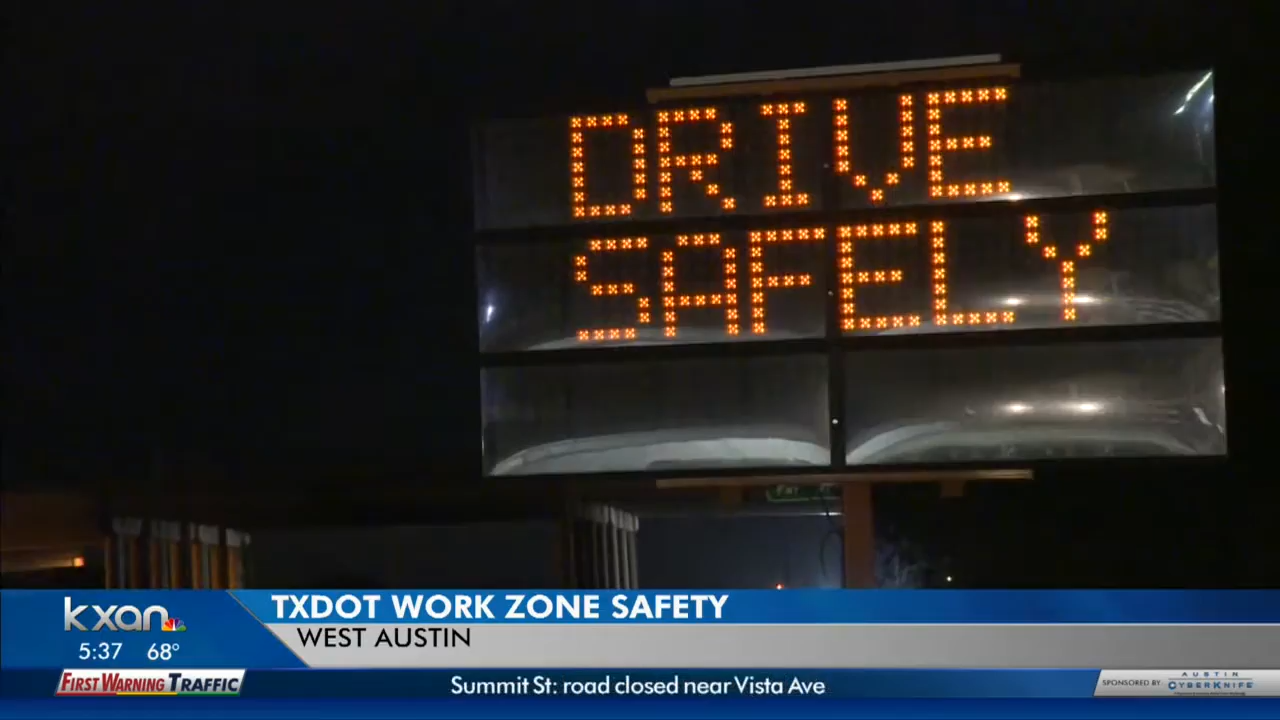 DRIVE
SAFELY
kxan
TXDOT WORK ZONE SAFETY
WEST AUSTIN
5:37 68°
FIRST WARNING TRAFFIC
Summit St: road closed near Vista Ave
SPONSORED BY
AUSTIN
CYBERKNIFE